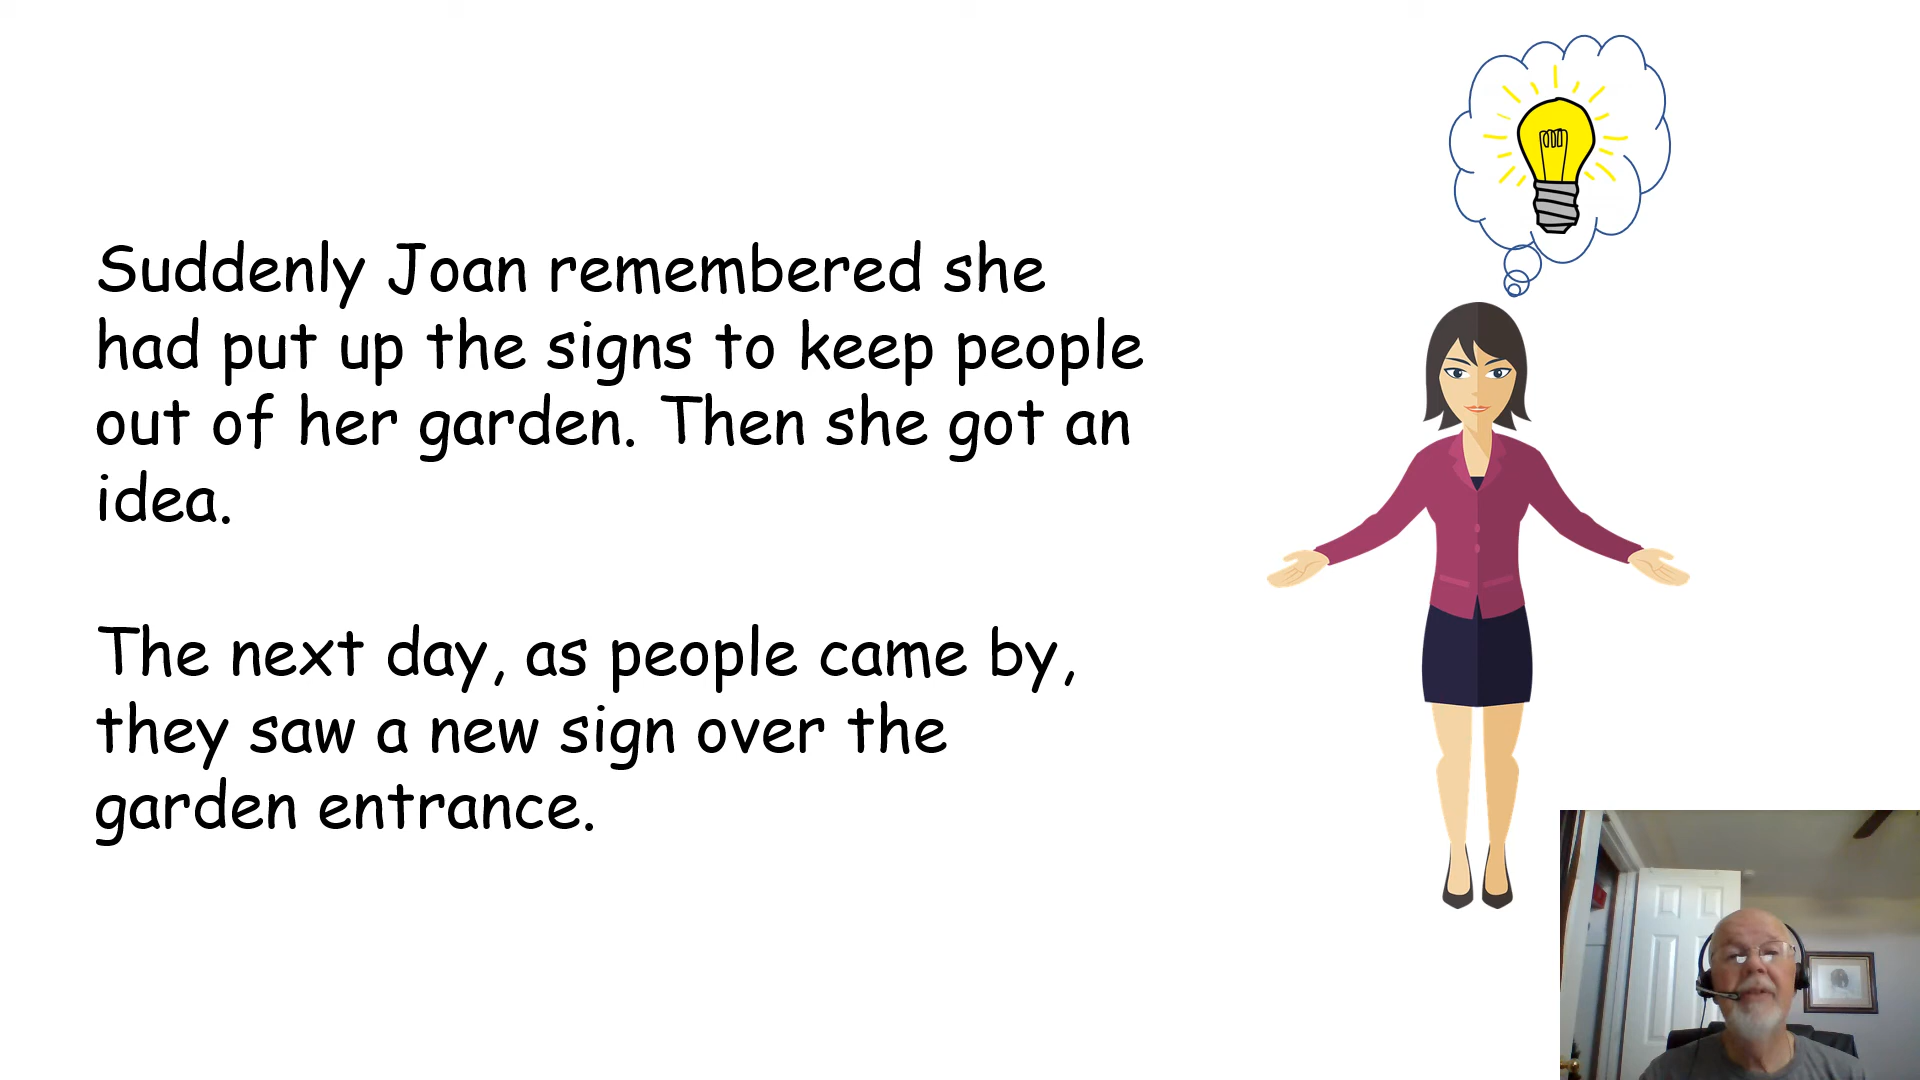 Suddenly Joan remembered she
had put up the signs to keep people
out of her garden. Then she got an
idea.
The next day, as people came by,
they saw a new sign over the
garden entrance.